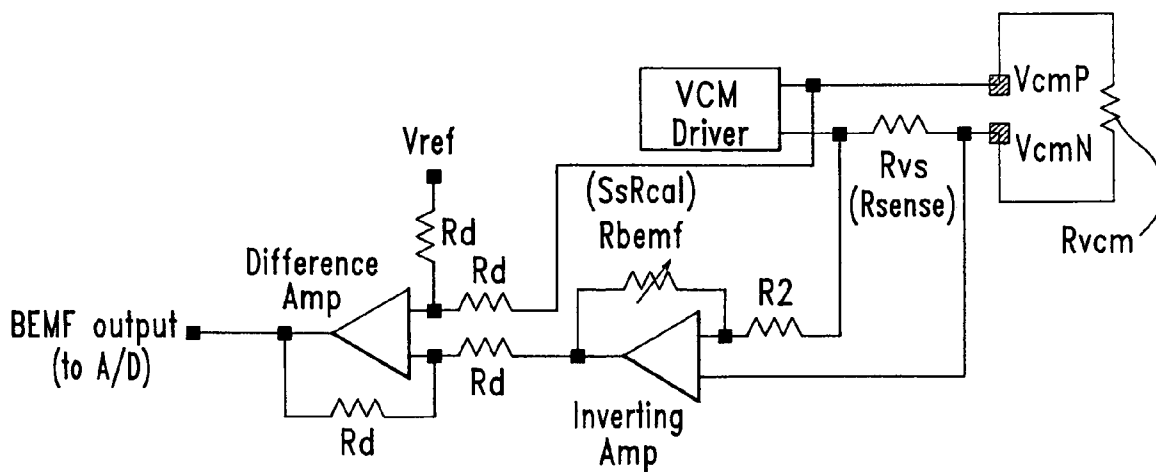 VCM
Driver
VcmP
VcmN
Vref
Rvs
(Rsense)
(SsRcal)
Rbemf
Rvcm
Rd
Difference
Amp
Rd
R2
BEMF output
(to A/D)
Rd
Rd
Inverting
Amp